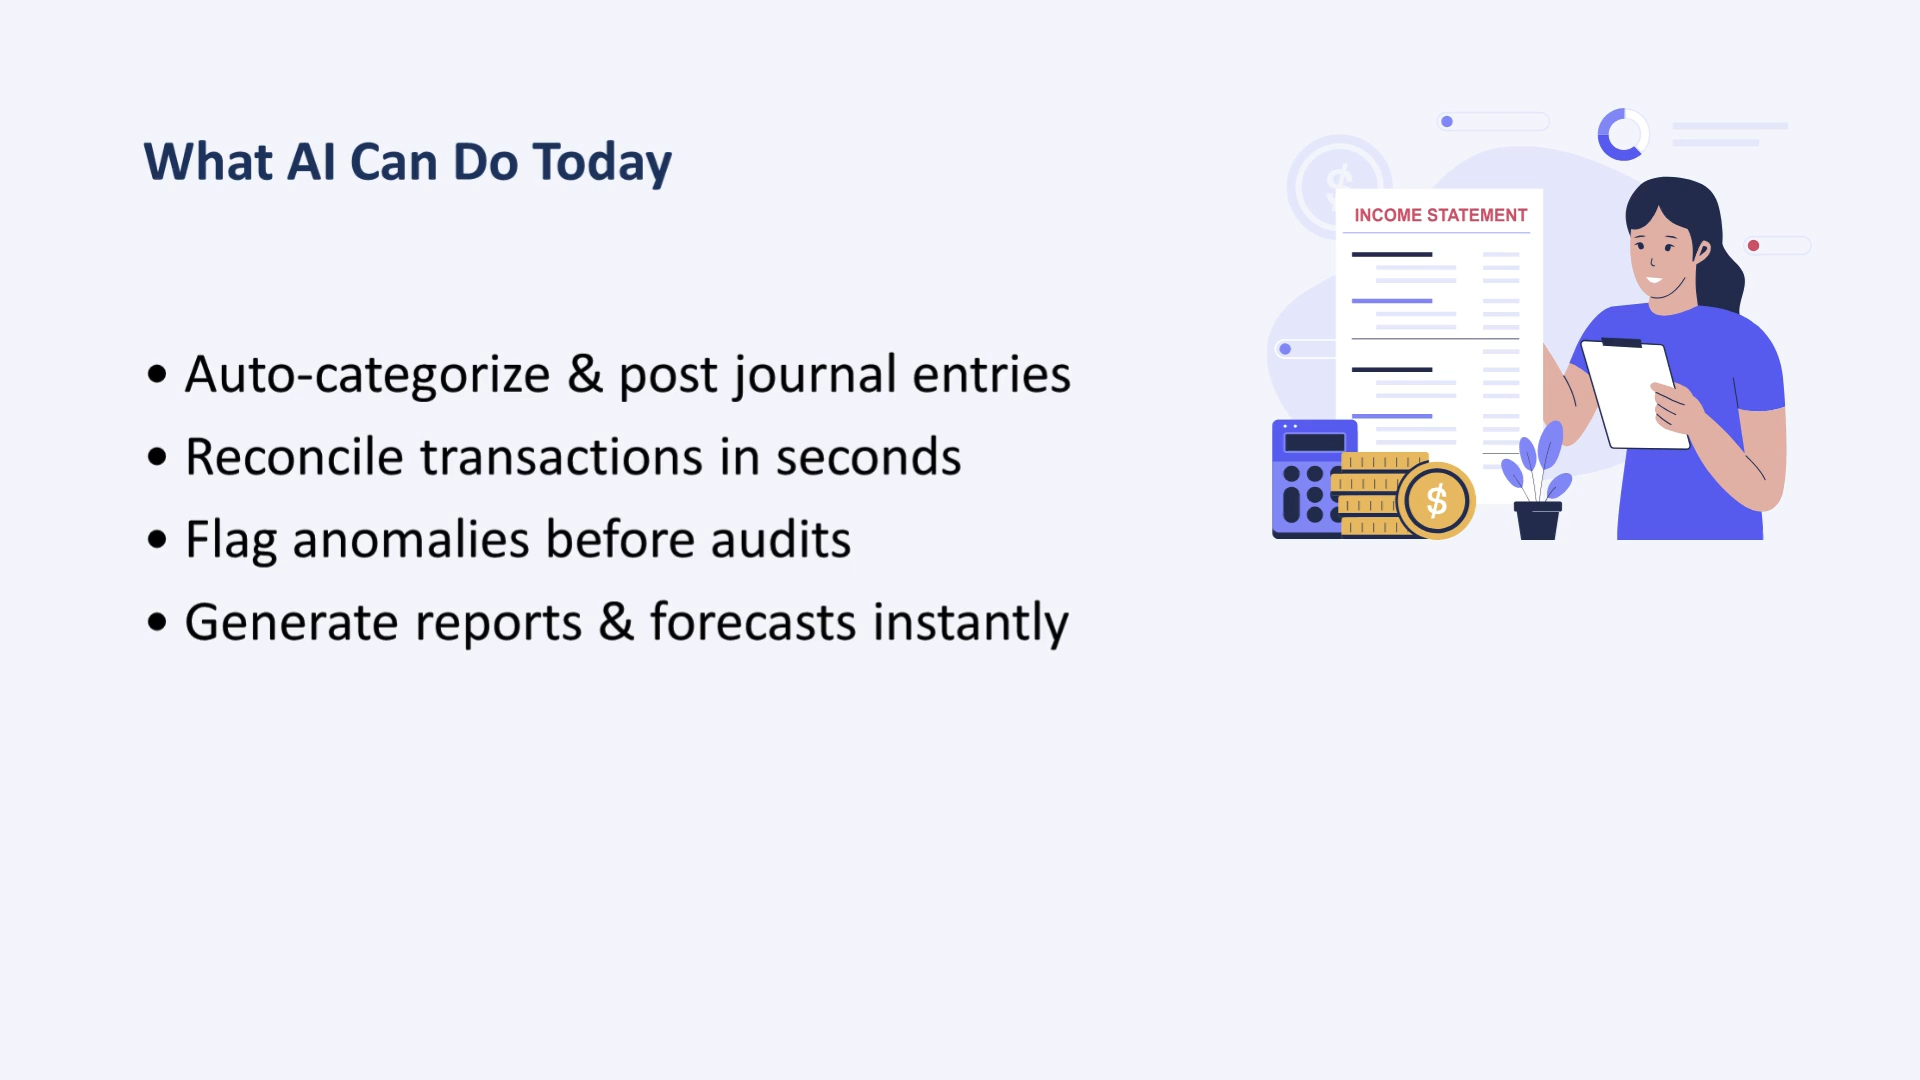 What AI Can Do Today
• Auto-categorize & post journal entries
• Reconcile transactions in seconds
• Flag anomalies before audits
• Generate reports & forecasts instantly
$
INCOME STATEMENT
$